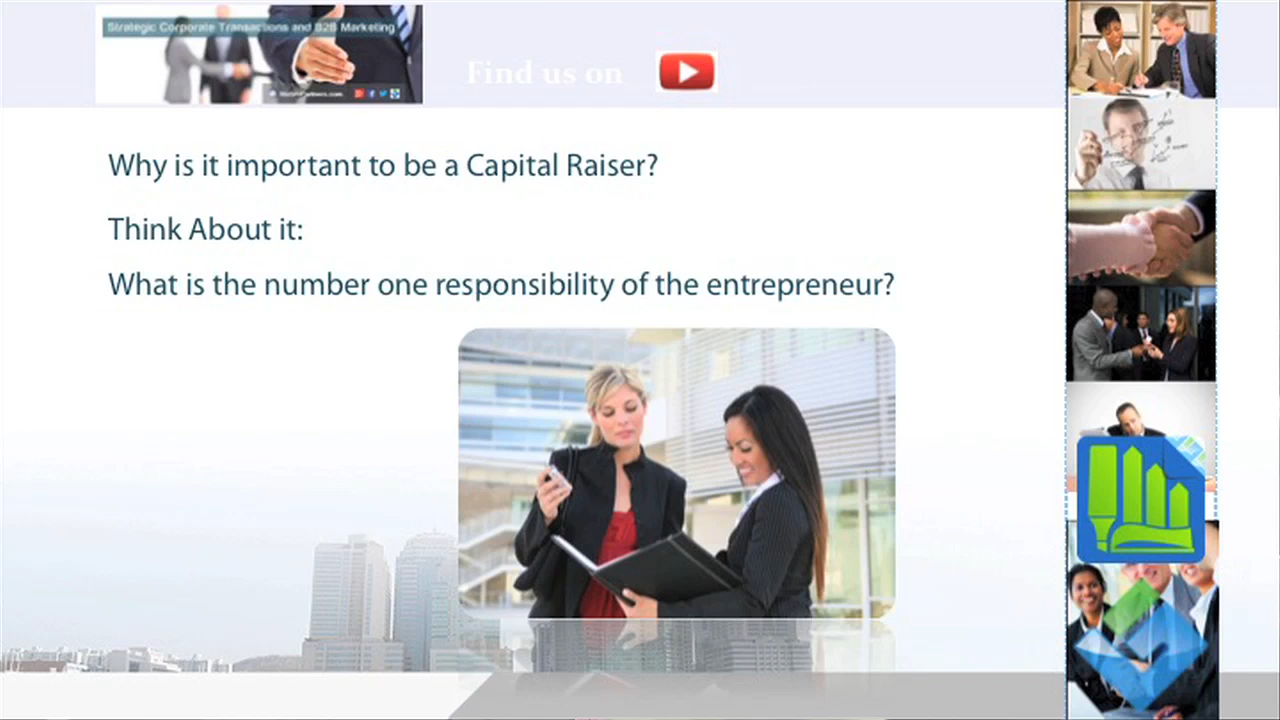 Strategic Corporate Transactions and B2B Marketing
Find us on
Why is it important to be a Capital Raiser?
Think About it:
What is the number one responsibility of the entrepreneur?